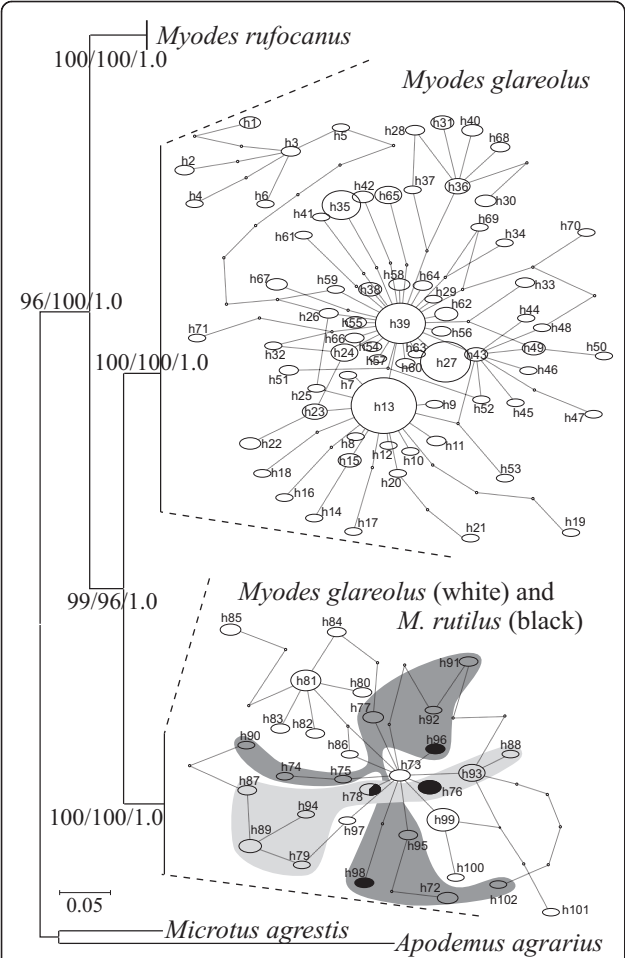 Myodes rufocanus
100/100/1.0
Myodes glareolus
h1
h5
h28
h31
h40
h3
h68
h2
h37
h36
h4
h6
h42
h65
h30
h35
h41
h69
h70
h61
h34
h67
h59
h38
h58
h64
h33
h29
96/100/1.0
h26
h62
h44
h55
h39
h48
h71
h66
h56
h54
h63
h49
h32
h24
h43
h50
h57
h60
h27
100/100/1.0
h51
h46
h7
h25
h13
h9
h52
h45
h23
h47
h22
h8
h12
h11
h15
h10
h18
h20
h53
h16
h14
h17
h21
h19
99/96/1.0
Myodes glareolus (white) and
M. rutilus (black)
h85
h84
h91
h81
h80
h77
h92
h83
h82
h90
h96
h86
h88
h74
h75
h73
h93
h87
h78
h76
h94
h99
100/100/1.0
h89
h97
h95
h79
h98
h100
h72
h102
h101
0.05
Microtus agrestis
Apodemus agrarius